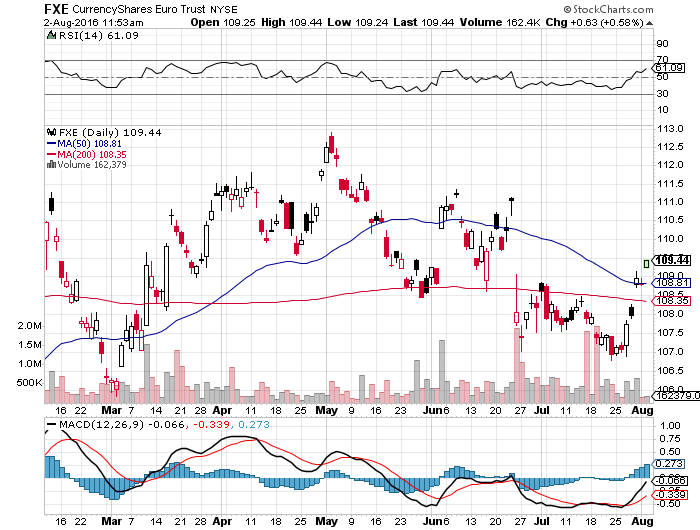 FXE CurrencyShares Euro Trust NYSE © StockCharts.com
2-Aug-2016 11:53am Open 109.25 High 109.44 Low 109.24 Last 109.44 Volume 162.4K Chg +0.63 (+0.58%)
RSI(14) 61.09
90
70
61.09
50
30
10
FXE (Daily) 109.44
MA(50) 108.81
MA(200) 108.35
Volume 162,379
113.0
112.5
112.0
111.5
111.0
110.5
110.0
109.44
109.0
108.81
108.35
108.0
107.5
107.0
106.5
106.0
162379.0
2.0M
1.5M
1.0M
500K
16 22 Mar 7 14 21 28 Apr 11 18 25 May 9 16 23 Jun 6 13 20 27 Jul 11 18 25 Aug
MACD(12,26,9) -0.066, -0.339, 0.273
1.00
0.75
0.50
0.273
-0.066
-0.339
-0.50
16 22 Mar 7 14 21 28 Apr 11 18 25 May 9 16 23 Jun 6 13 20 27 Jul 11 18 25 Aug